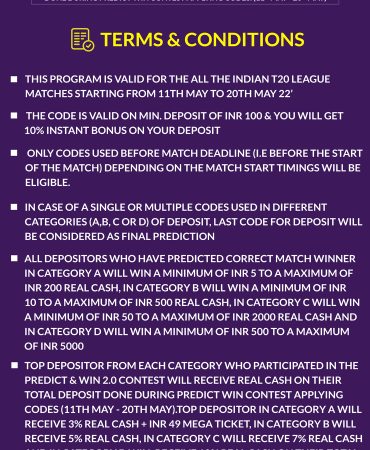 TERMS & CONDITIONS
THIS PROGRAM IS VALID FOR THE ALL THE INDIAN T20 LEAGUE
MATCHES STARTING FROM 11TH MAY TO 20TH MAY 22'
THE CODE IS VALID ON MIN. DEPOSIT OF INR 100 & YOU WILL GET
10% INSTANT BONUS ON YOUR DEPOSIT
ONLY CODES USED BEFORE MATCH DEADLINE (I.E BEFORE THE START
OF THE MATCH) DEPENDING ON THE MATCH START TIMINGS WILL BE
ELIGIBLE.
IN CASE OF A SINGLE OR MULTIPLE CODES USED IN DIFFERENT
CATEGORIES (A,B, C OR D) OF DEPOSIT, LAST CODE FOR DEPOSIT WILL
BE CONSIDERED AS FINAL PREDICTION
ALL DEPOSITORS WHO HAVE PREDICTED CORRECT MATCH WINNER
IN CATEGORY A WILL WIN A MINIMUM OF INR 5 TO A MAXIMUM OF
INR 200 REAL CASH, IN CATEGORY B WILL WIN A MINIMUM OF INR
10 TO A MAXIMUM OF INR 500 REAL CASH, IN CATEGORY C WILL WIN
A MINIMUM OF INR 50 TO A MAXIMUM OF INR 2000 REAL CASH AND
IN CATEGORY D WILL WIN A MINIMUM OF INR 500 TO A MAXIMUM
OF INR 5000
TOP DEPOSITOR FROM EACH CATEGORY WHO PARTICIPATED IN THE
PREDICT & WIN 2.0 CONTEST WILL RECEIVE REAL CASH ON THEIR
TOTAL DEPOSIT DONE DURING PREDICT WIN CONTEST APPLYING
CODES (11TH MAY - 20TH MAY).TOP DEPOSITOR IN CATEGORY A WILL
RECEIVE 3% REAL CASH + INR 49 MEGA TICKET, IN CATEGORY B WILL
RECEIVE 5% REAL CASH, IN CATEGORY C WILL RECEIVE 7% REAL CASH